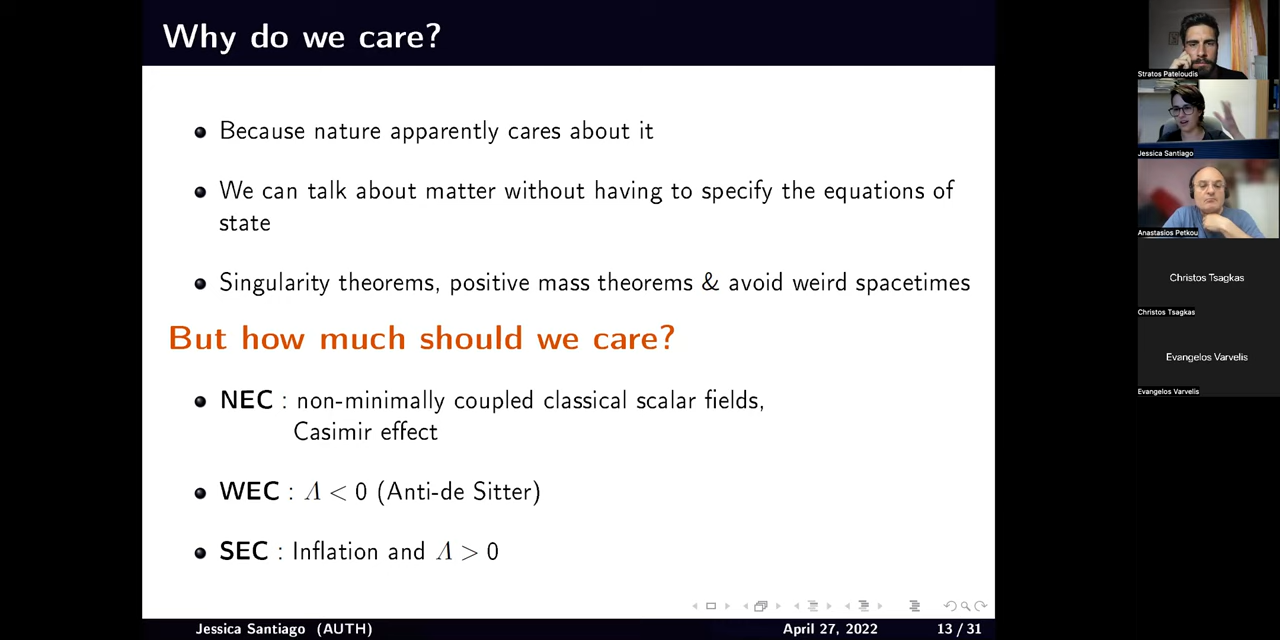 Why do we care?
Because nature apparently cares about it
We can talk about matter without having to specify the equations of
state
Singularity theorems, positive mass theorems & avoid weird spacetimes
But how much should we care?
NEC : non-minimally coupled classical scalar fields,
Casimir effect
WEC : Λ < 0 (Anti-de Sitter)
SEC : Inflation and Λ > 0
Jessica Santiago (AUTH)
April 27, 2022
13 / 31
Stratos Pateloudis
Jessica Santiago
Anastasios Petkou
Christos Tsagkas
Christos Tsagkas
Evangelos Varvelis
Evangelos Varvelis